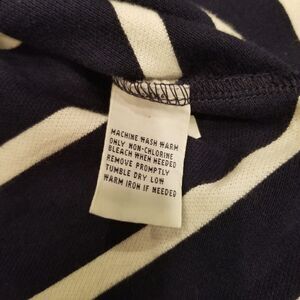 MACHINE WASH WARM
ONLY NON-CHLORINE
BLEACH WHEN NEEDED
REMOVE PROMPTLY
TUMBLE DRY LOW
WARM IRON IF NEEDED